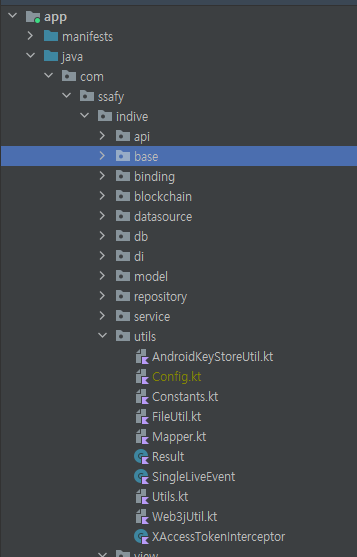 app
manifests
java
com
ssafy
indive
api
base
binding
blockchain
datasource
db
di
model
repository
service
utils
AndroidKeyStoreUtil.kt
Config.kt
Constants.kt
FileUtil.kt
Mapper.kt
Result
SingleLiveEvent
Utils.kt
Web3jUtil.kt
XAccessTokenInterceptor
view